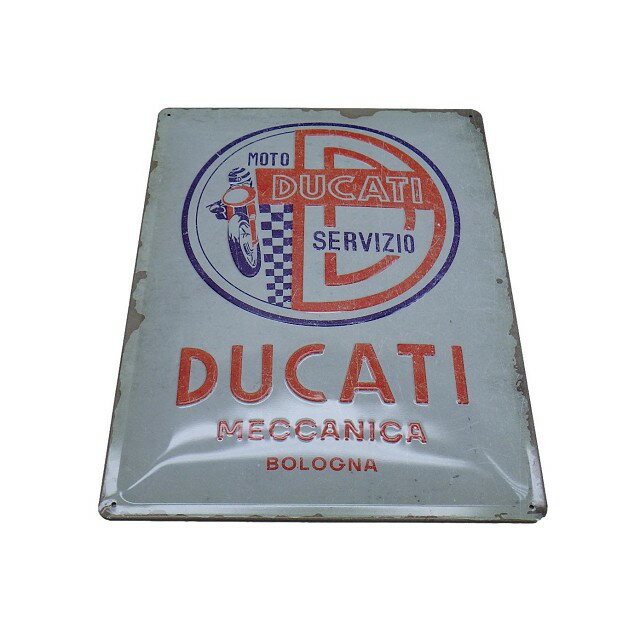 MOTO
DUCATI
SERVIZIO
DUCATI
MECCANICA
BOLOGNA